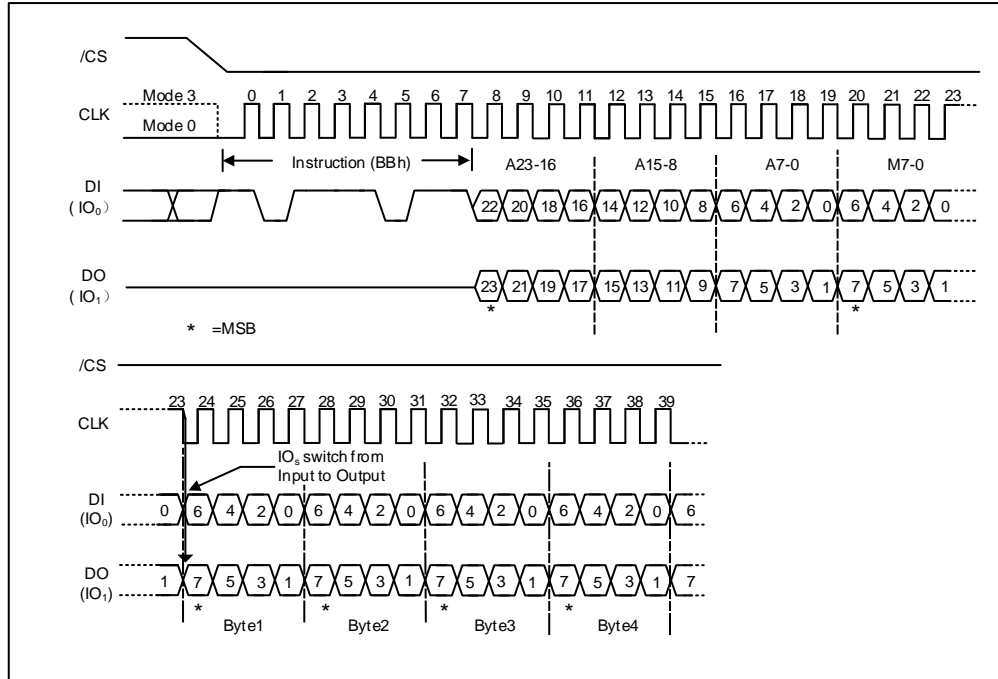 /CS
Mode 3 0 1 2 3 4 5 6 7 8 9 10 11 12 13 14 15 16 17 18 19 20 21 22 23
CLK
Mode 0
Instruction (BBh) A23-16 A15-8 A7-0 M7-0
DI
( IO₀)
22 20 18 16 14 12 10 8 6 4 2 0 6 4 2 0
DO
( IO₁)
23 21 19 17 15 13 11 9 7 5 3 1 7 5 3 1
* *
* =MSB
/CS
23 24 25 26 27 28 29 30 31 32 33 34 35 36 37 38 39
CLK
IOₛ switch from
Input to Output
DI
(IO₀)
0 6 4 2 0 6 4 2 0 6 4 2 0 6 4 2 0 6
DO
(IO₁)
1 7 5 3 1 7 5 3 1 7 5 3 1 7 5 3 1 7
* * * *
Byte1 Byte2 Byte3 Byte4